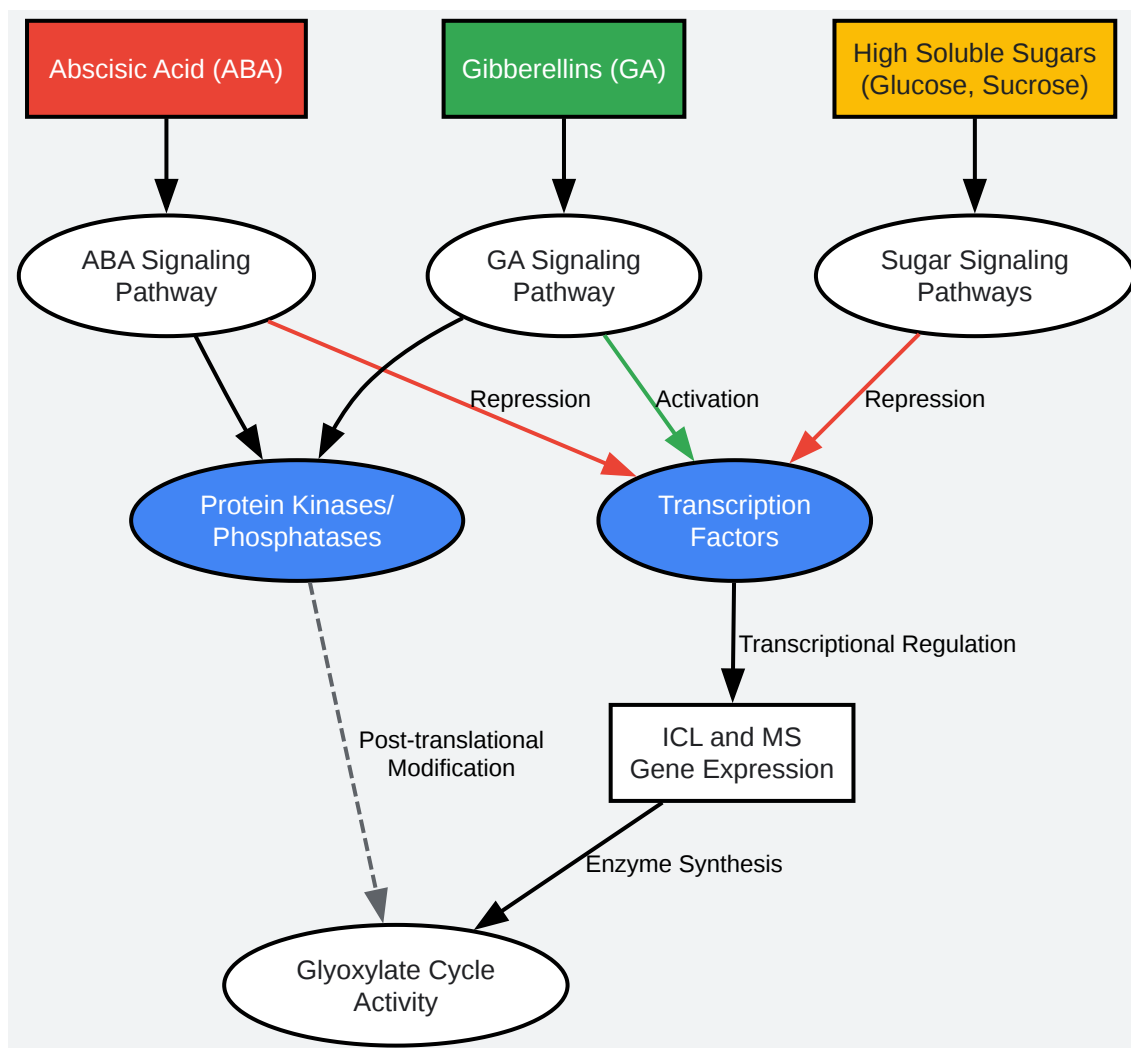 Abscisic Acid (ABA)
Gibberellins (GA)
High Soluble Sugars
(Glucose, Sucrose)
ABA Signaling
Pathway
GA Signaling
Pathway
Sugar Signaling
Pathways
Repression
Activation
Repression
Protein Kinases/
Phosphatases
Transcription
Factors
Transcriptional Regulation
Post-translational
Modification
ICL and MS
Gene Expression
Enzyme Synthesis
Glyoxylate Cycle
Activity